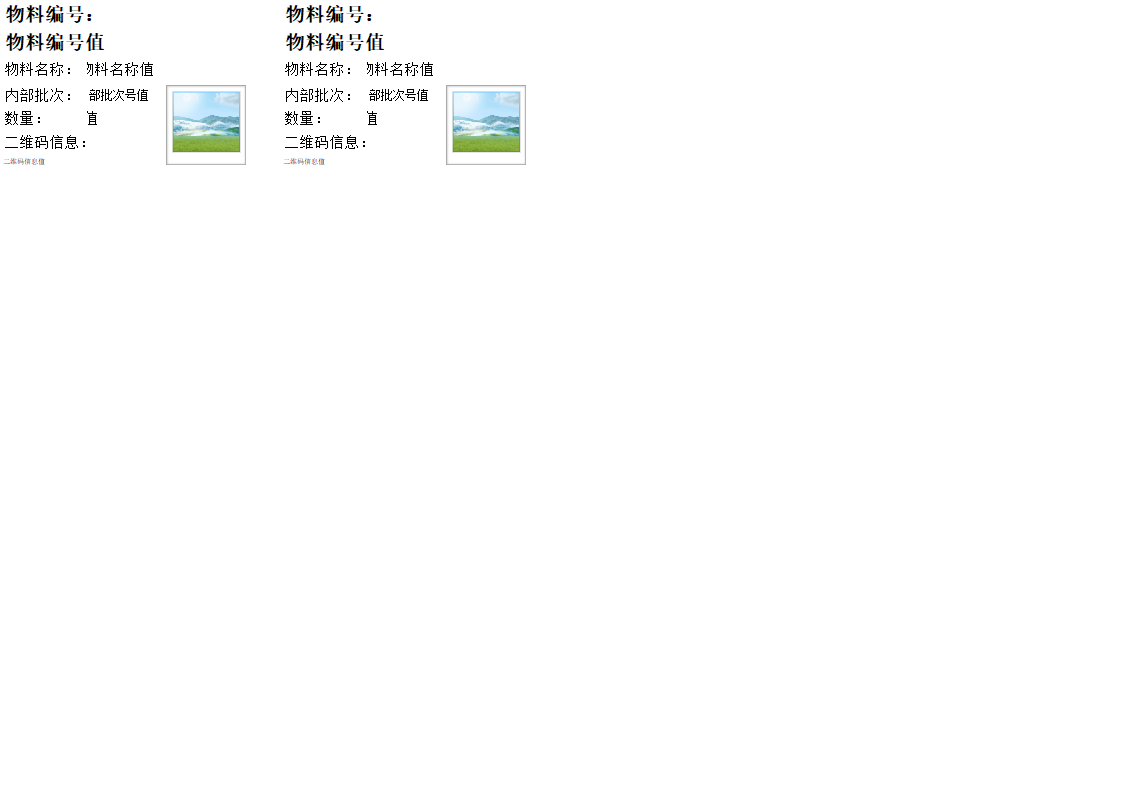 物料编号：
物料编号值
物料名称： 物料名称值
内部批次： 部批次号值
数量： 值
二维码信息：
二维码信息值
物料编号：
物料编号值
物料名称： 物料名称值
内部批次： 部批次号值
数量： 值
二维码信息：
二维码信息值